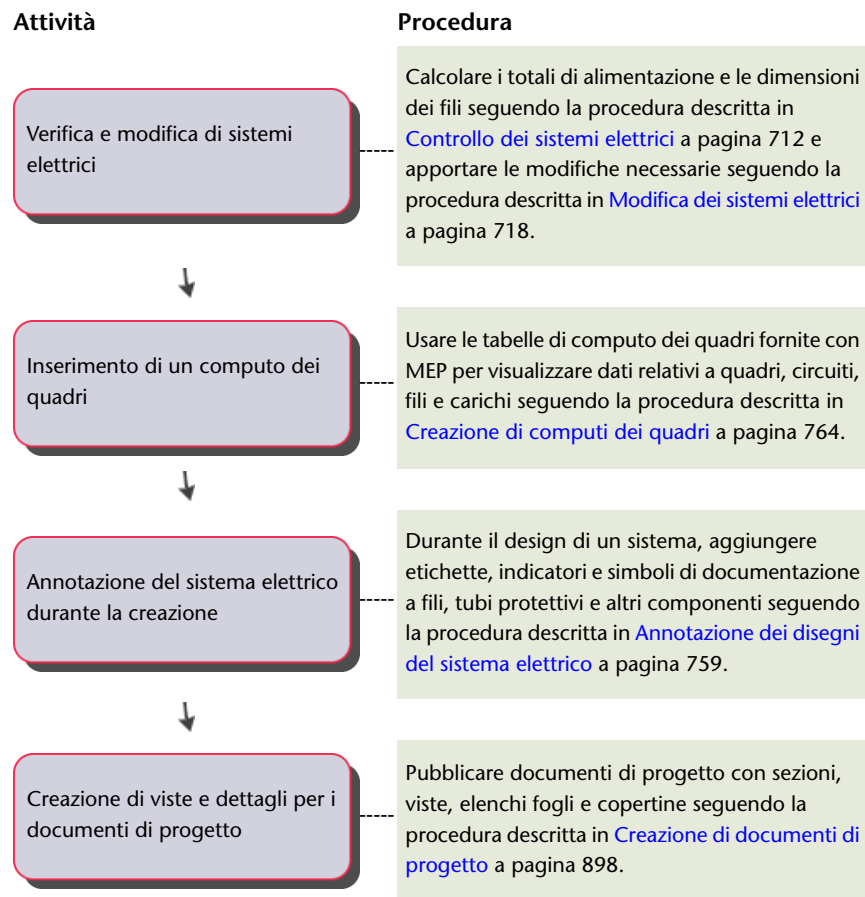 Attività
Procedura
Verifica e modifica di sistemi
elettrici
Calcolare i totali di alimentazione e le dimensioni
dei fili seguendo la procedura descritta in
Controllo dei sistemi elettrici a pagina 712 e
apportare le modifiche necessarie seguendo la
procedura descritta in Modifica dei sistemi elettrici
a pagina 718.
Inserimento di un computo dei
quadri
Usare le tabelle di computo dei quadri fornite con
MEP per visualizzare dati relativi a quadri, circuiti,
fili e carichi seguendo la procedura descritta in
Creazione di computi dei quadri a pagina 764.
Annotazione del sistema elettrico
durante la creazione
Durante il design di un sistema, aggiungere
etichette, indicatori e simboli di documentazione
a fili, tubi protettivi e altri componenti seguendo
la procedura descritta in Annotazione dei disegni
del sistema elettrico a pagina 759.
Creazione di viste e dettagli per i
documenti di progetto
Pubblicare documenti di progetto con sezioni,
viste, elenchi fogli e copertine seguendo la
procedura descritta in Creazione di documenti di
progetto a pagina 898.